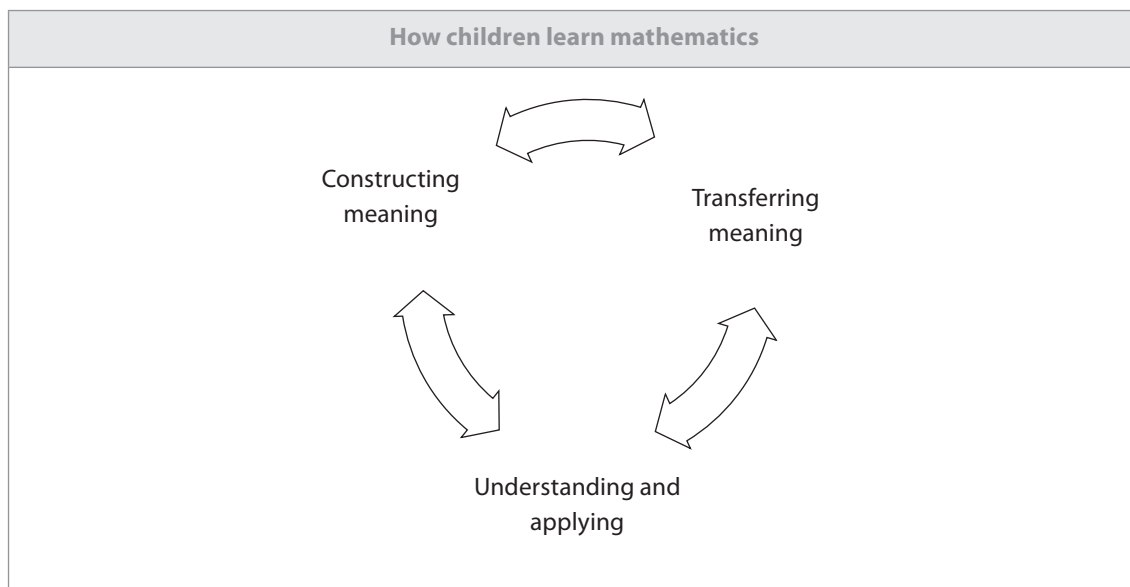 How children learn mathematics
Constructing
meaning
Transferring
meaning
Understanding and
applying